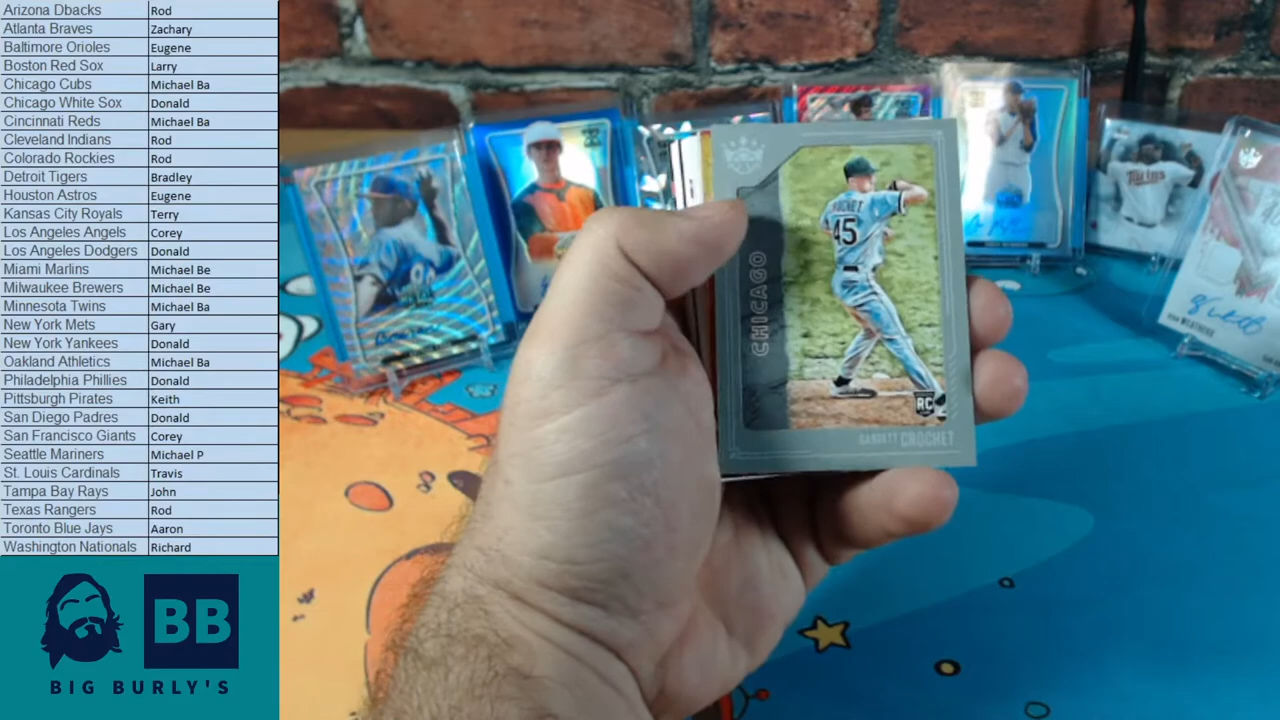 Arizona Dbacks Rod
Atlanta Braves Zachary
Baltimore Orioles Eugene
Boston Red Sox Larry
Chicago Cubs Michael Ba
Chicago White Sox Donald
Cincinnati Reds Michael Ba
Cleveland Indians Rod
Colorado Rockies Rod
Detroit Tigers Bradley
Houston Astros Eugene
Kansas City Royals Terry
Los Angeles Angels Corey
Los Angeles Dodgers Donald
Miami Marlins Michael Be
Milwaukee Brewers Michael Be
Minnesota Twins Michael Ba
New York Mets Gary
New York Yankees Donald
Oakland Athletics Michael Ba
Philadelphia Phillies Donald
Pittsburgh Pirates Keith
San Diego Padres Donald
San Francisco Giants Corey
Seattle Mariners Michael P
St. Louis Cardinals Travis
Tampa Bay Rays John
Texas Rangers Rod
Toronto Blue Jays Aaron
Washington Nationals Richard
BB
BIG BURLY'S
CHICAGO
45
RC
GARRETT CROCHET
Twins
WEATHERS